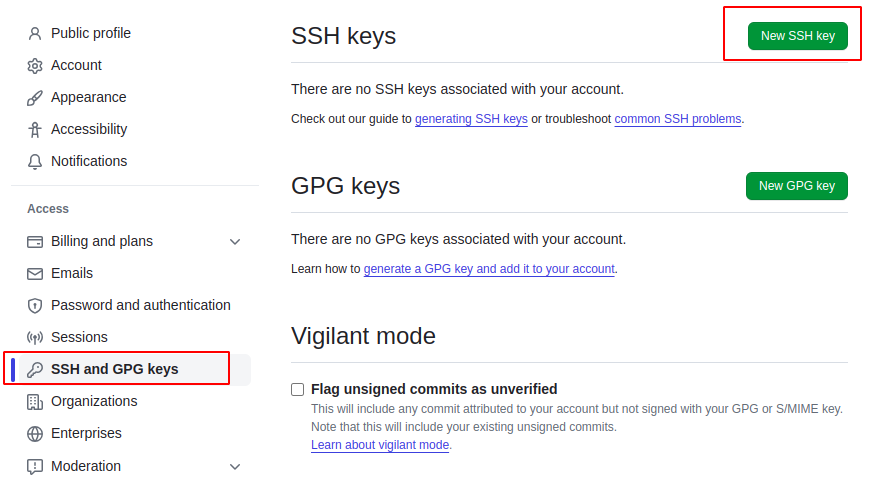 Public profile
Account
Appearance
Accessibility
Notifications
Access
Billing and plans
Emails
Password and authentication
Sessions
SSH and GPG keys
Organizations
Enterprises
Moderation
SSH keys
New SSH key
There are no SSH keys associated with your account.
Check out our guide to generating SSH keys or troubleshoot common SSH problems.
GPG keys
New GPG key
There are no GPG keys associated with your account.
Learn how to generate a GPG key and add it to your account.
Vigilant mode
Flag unsigned commits as unverified
This will include any commit attributed to your account but not signed with your GPG or S/MIME key.
Note that this will include your existing unsigned commits.
Learn about vigilant mode.